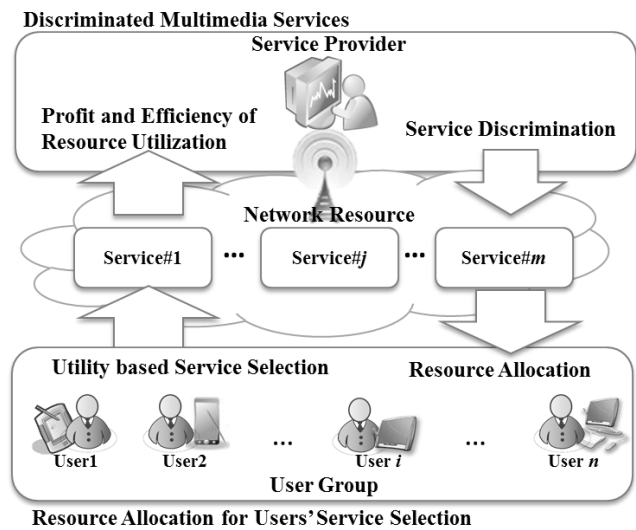 Discriminated Multimedia Services
Service Provider
Profit and Efficiency of
Resource Utilization
Service Discrimination
Network Resource
Service#1 ... Service#j ... Service#m
Utility based Service Selection
Resource Allocation
... ...
User1 User2 User i User n
User Group
Resource Allocation for Users' Service Selection